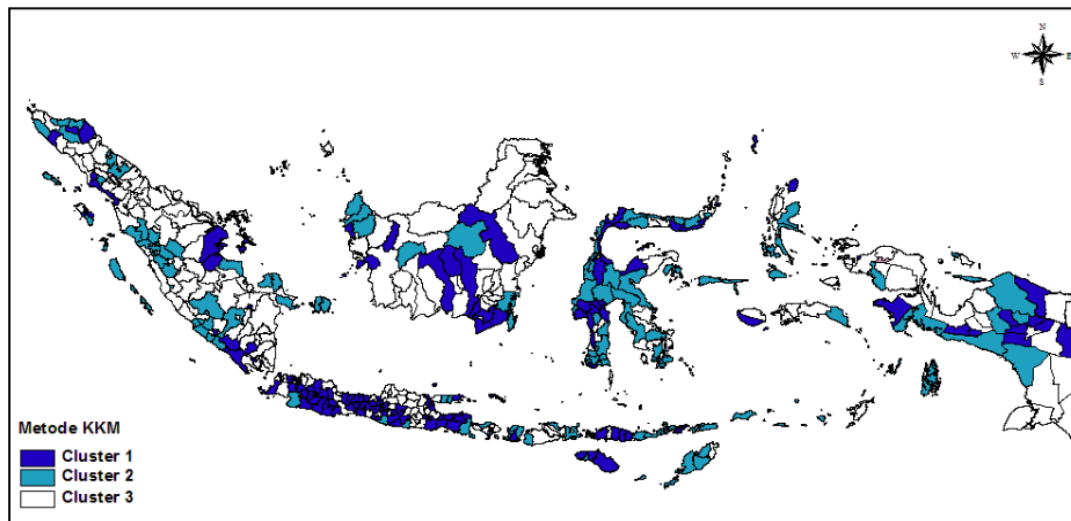 N
W E
S
Metode KKM
Cluster 1
Cluster 2
Cluster 3